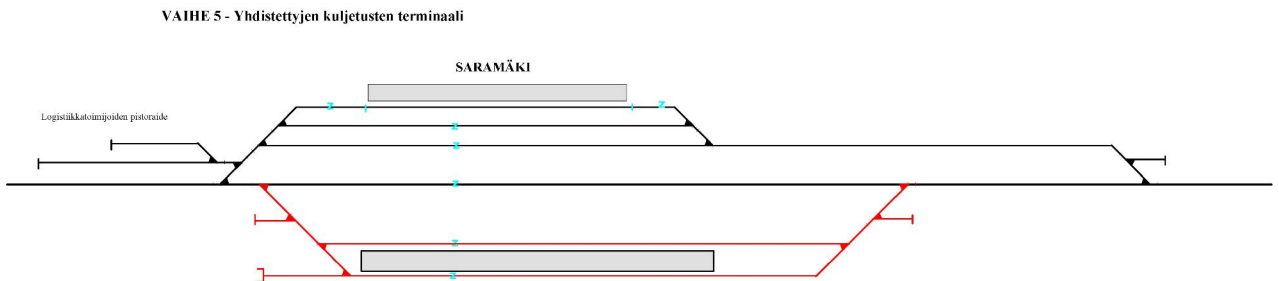 VAIHE 5 - Yhdistettyjen kuljetusten terminaali
SARAMÄKI
Logistiikkatoimijoiden pistoraide